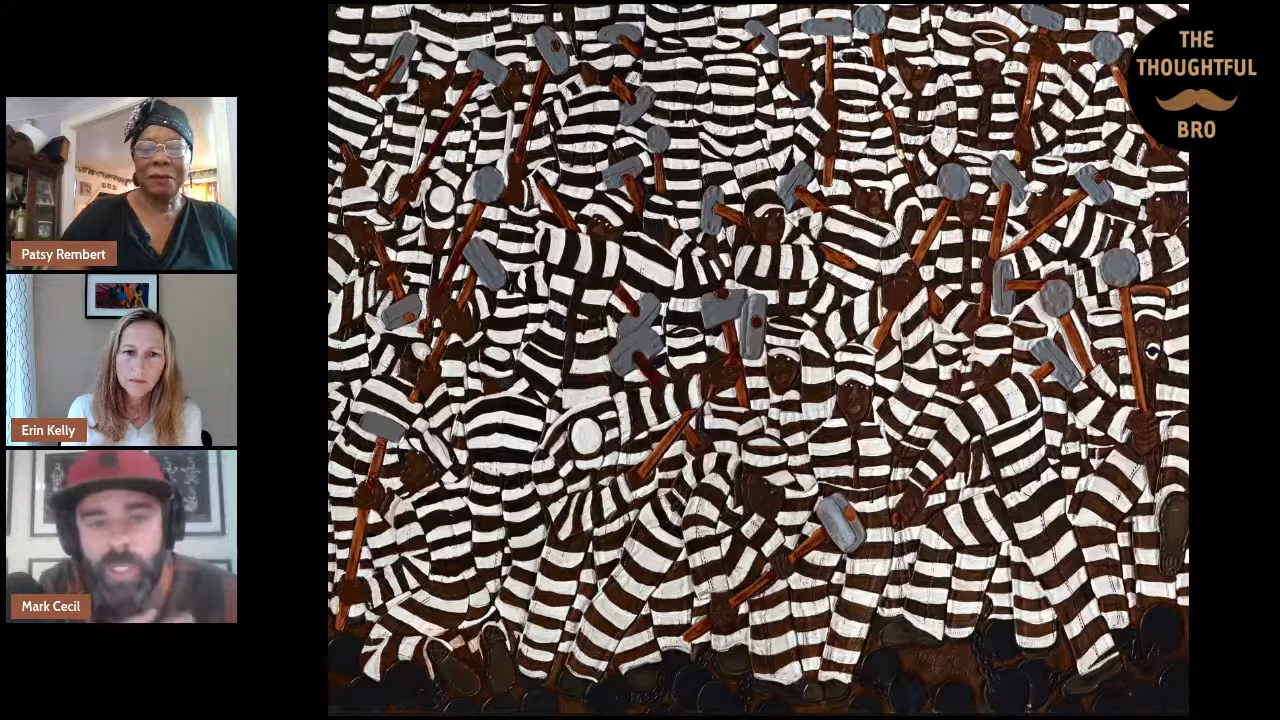 THE
THOUGHTFUL
BRO
Patsy Rembert
Erin Kelly
Mark Cecil